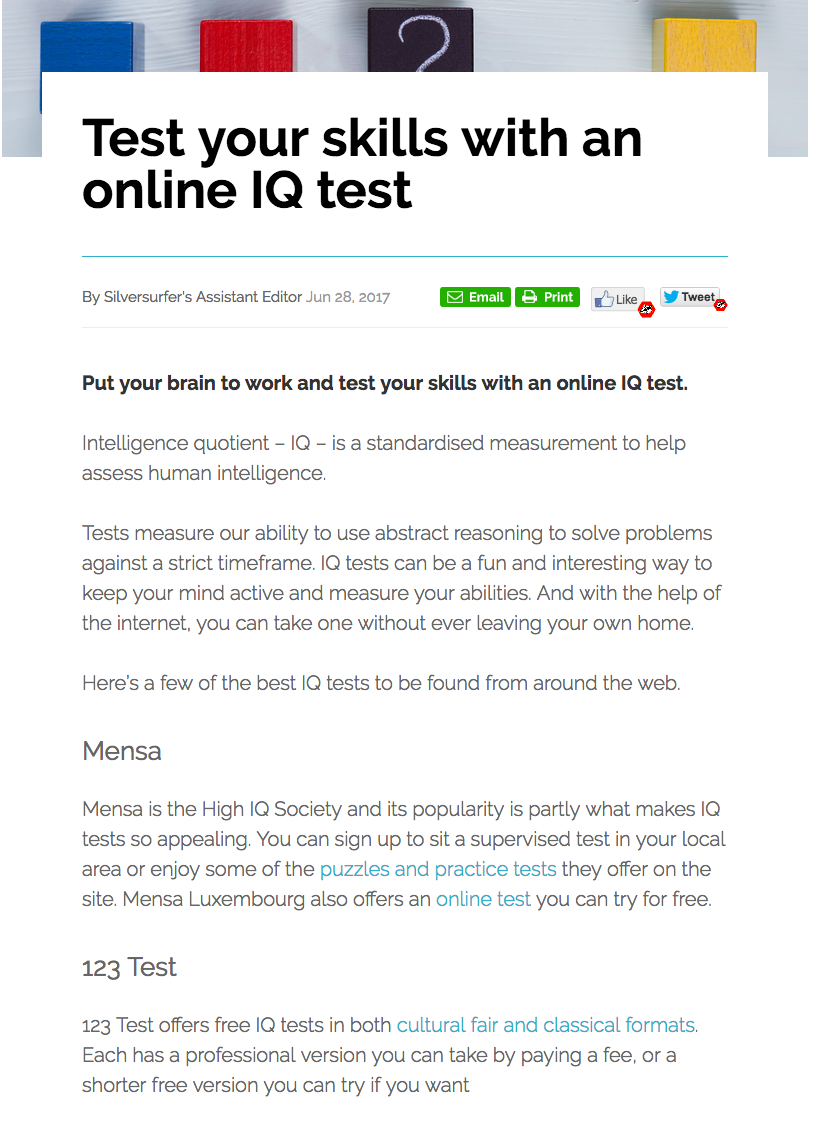 ?
Test your skills with an
online IQ test
By Silversurfer's Assistant Editor Jun 28, 2017
Email Print Like Tweet
Put your brain to work and test your skills with an online IQ test.
Intelligence quotient – IQ – is a standardised measurement to help
assess human intelligence.
Tests measure our ability to use abstract reasoning to solve problems
against a strict timeframe. IQ tests can be a fun and interesting way to
keep your mind active and measure your abilities. And with the help of
the internet, you can take one without ever leaving your own home.
Here's a few of the best IQ tests to be found from around the web.
Mensa
Mensa is the High IQ Society and its popularity is partly what makes IQ
tests so appealing. You can sign up to sit a supervised test in your local
area or enjoy some of the puzzles and practice tests they offer on the
site. Mensa Luxembourg also offers an online test you can try for free.
123 Test
123 Test offers free IQ tests in both cultural fair and classical formats.
Each has a professional version you can take by paying a fee, or a
shorter free version you can try if you want